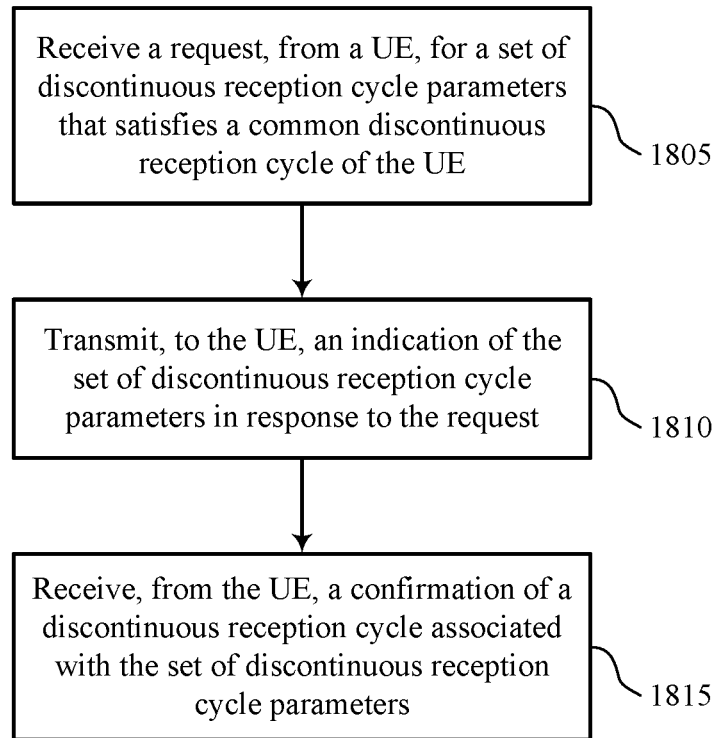 Receive a request, from a UE, for a set of
discontinuous reception cycle parameters
that satisfies a common discontinuous
reception cycle of the UE
1805
Transmit, to the UE, an indication of the
set of discontinuous reception cycle
parameters in response to the request
1810
Receive, from the UE, a confirmation of a
discontinuous reception cycle associated
with the set of discontinuous reception
cycle parameters
1815